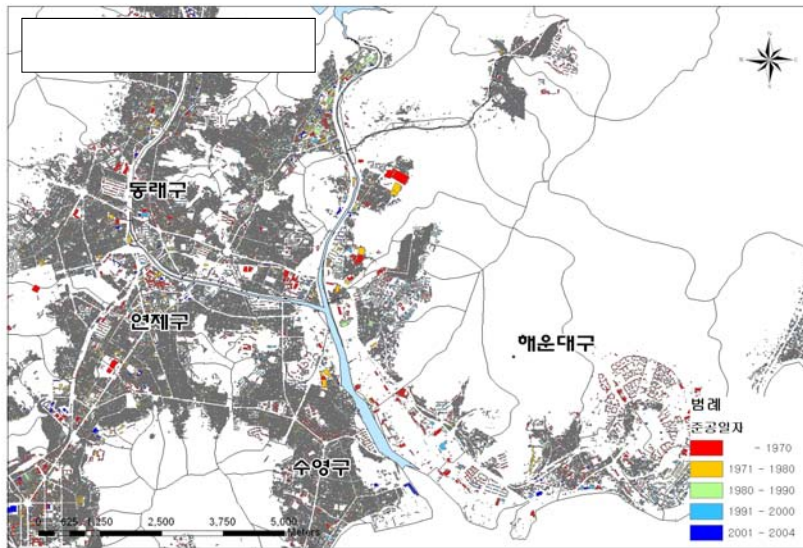 동래구
연제구
해운대구
수영구
범례
준공일자
- 1970
1971 - 1980
1980 - 1990
1991 - 2000
2001 - 2004
0 625 1,250 2,500 3,750 5,000
Meters